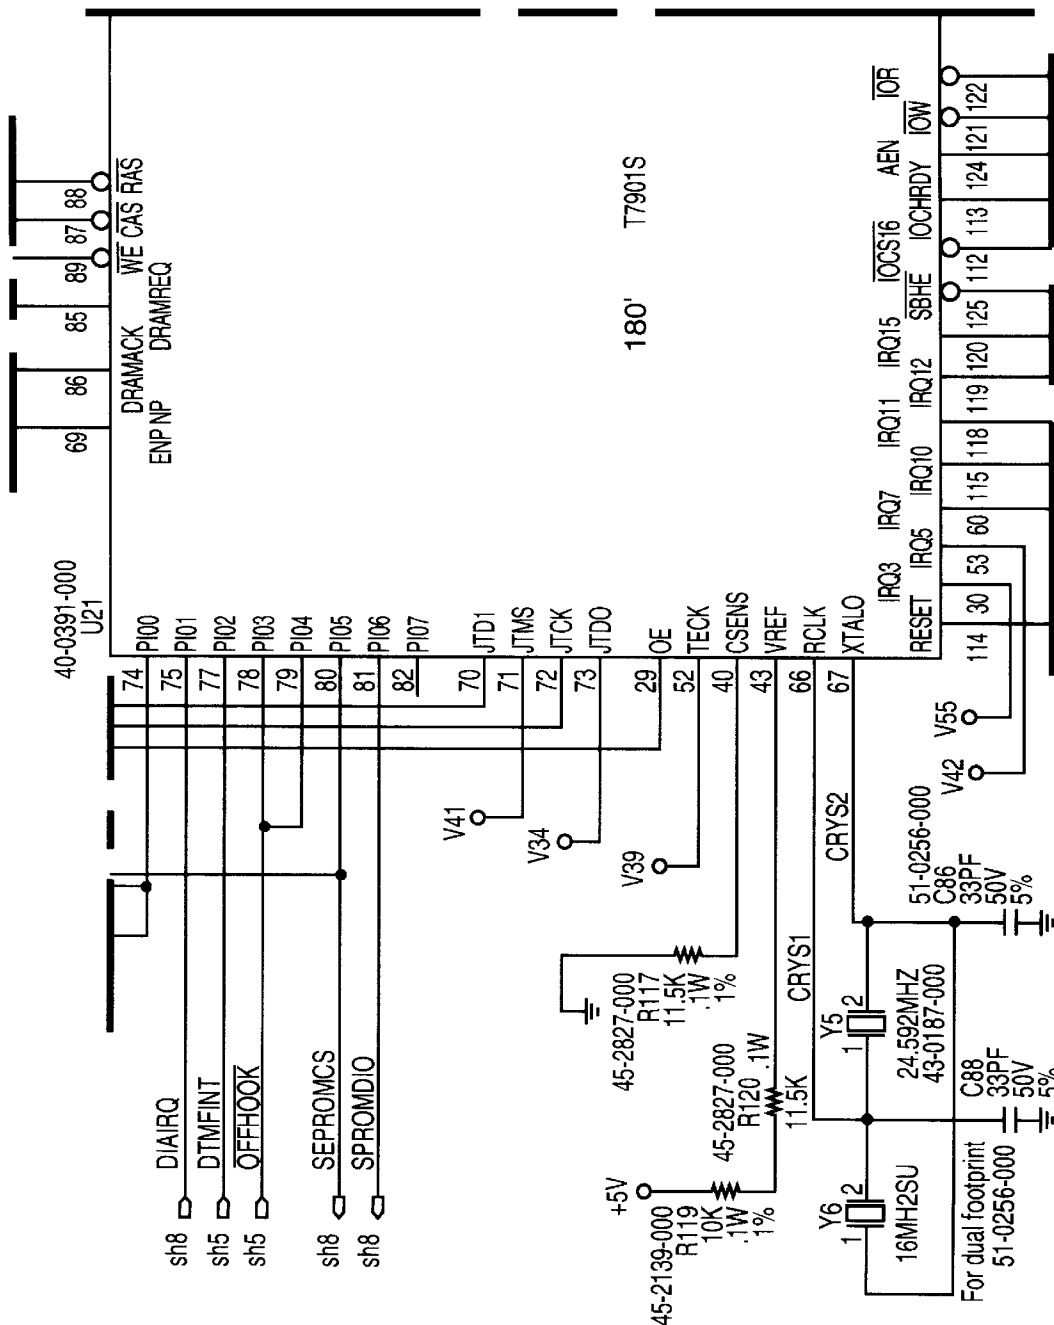 40-0391-000
U21
T7901S
180'
88 RAS
87 CAS
89 WE
85 DRAMREQ
86 DRAMACK
69 ENPNP
IOR 122
IOW 121
AEN 124
IOCHRDY 113
IOCS16 112
SBHE 125
IRQ15 120
IRQ12 119
IRQ11 118
IRQ10 115
IRQ7 60
IRQ5 53
IRQ3 30
RESET 114
74 PI00
75 PI01
77 PI02
78 PI03
79 PI04
80 PI05
81 PI06
82 PI07
70 JTD1
71 JTMS
72 JTCK
73 JTDO
29 OE
52 TECK
40 CSENS
43 VREF
66 RCLK
67 XTALO
V41
V34
V39
V55
V42
sh8 DIAIRQ
sh5 DTMFINT
sh5 OFFHOOK
sh8 SEPROMCS
sh8 SPROMDIO
45-2827-000
R117
11.5K
.1W
1%
+5V
45-2139-000
R119
10K
.1W
1%
45-2827-000
R120 .1W
11.5K
CRYS1
CRYS2
51-0256-000
C86
33PF
50V
5%
Y5
1 2
24.592MHZ
43-0187-000
C88
33PF
50V
5%
Y6
1 2
16MH2SU
For dual footprint
51-0256-000